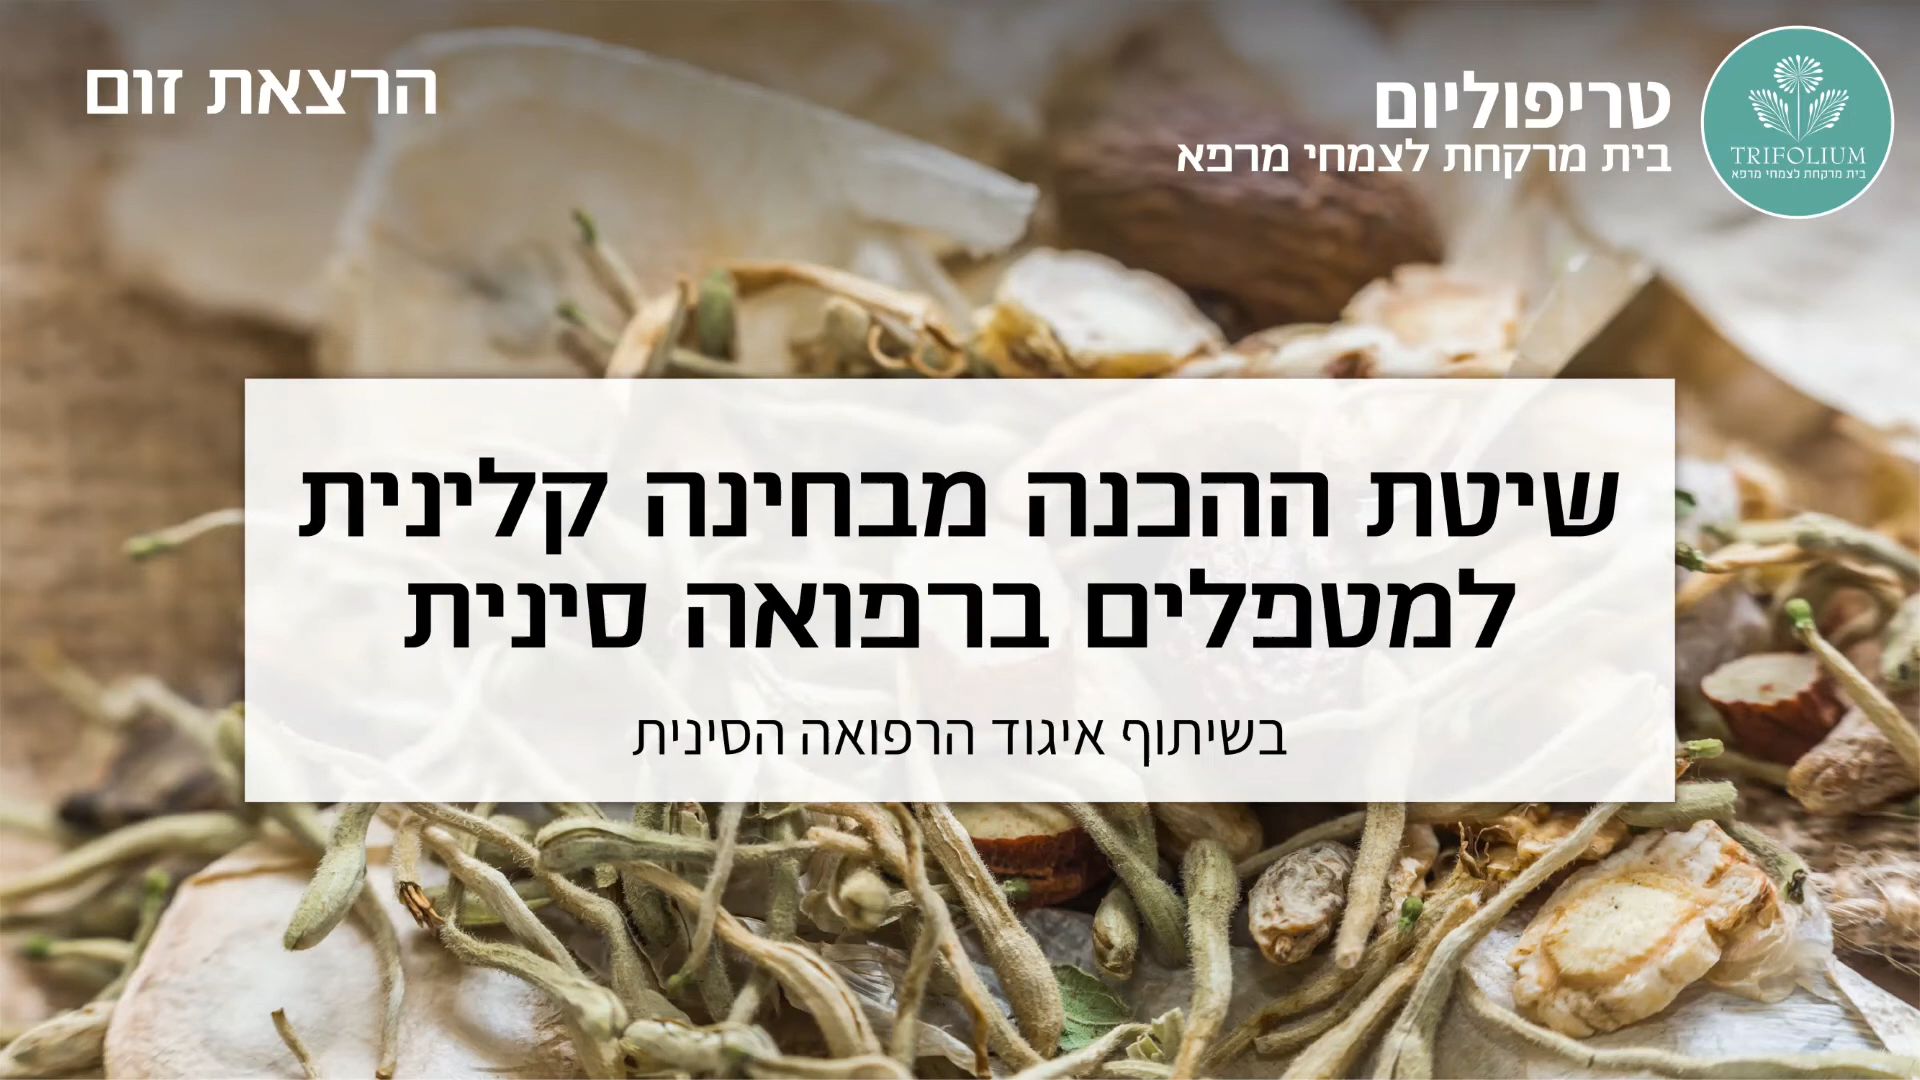 טריפוליום
בית מרקחת לצמחי מרפא
TRIFOLIUM
בית מרקחת לצמחי מרפא
הרצאת זום
שיטת ההכנה מבחינה קלינית
למטפלים ברפואה סינית
בשיתוף איגוד הרפואה הסינית